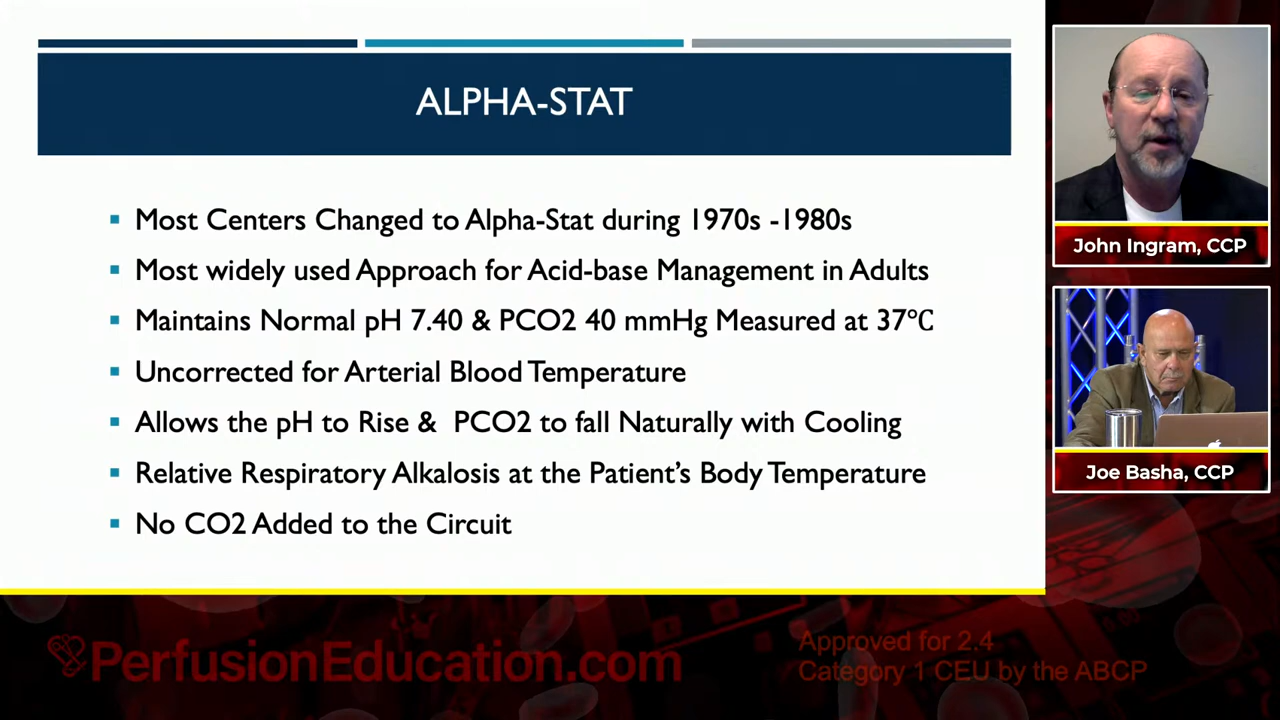 ALPHA-STAT
Most Centers Changed to Alpha-Stat during 1970s -1980s
Most widely used Approach for Acid-base Management in Adults
Maintains Normal pH 7.40 & PCO2 40 mmHg Measured at 37°C
Uncorrected for Arterial Blood Temperature
Allows the pH to Rise & PCO2 to fall Naturally with Cooling
Relative Respiratory Alkalosis at the Patient's Body Temperature
No CO2 Added to the Circuit
John Ingram, CCP
Joe Basha, CCP
PerfusionEducation.com
Approved for 2.4
Category 1 CEU by the ABCP